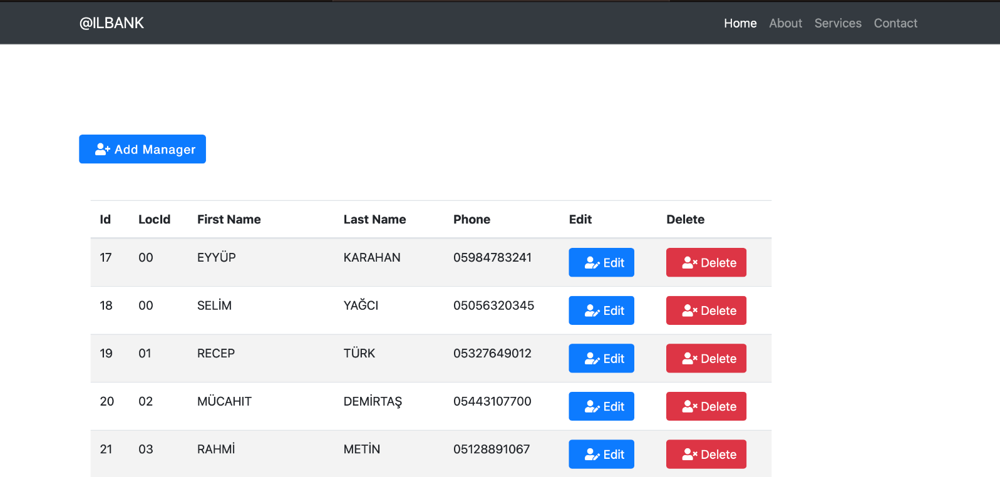 @ILBANK Home About Services Contact
Add Manager
Id LocId First Name Last Name Phone Edit Delete
17 00 EYYÜP KARAHAN 05984783241 Edit Delete
18 00 SELİM YAĞCI 05056320345 Edit Delete
19 01 RECEP TÜRK 05327649012 Edit Delete
20 02 MÜCAHIT DEMİRTAŞ 05443107700 Edit Delete
21 03 RAHMİ METİN 05128891067 Edit Delete